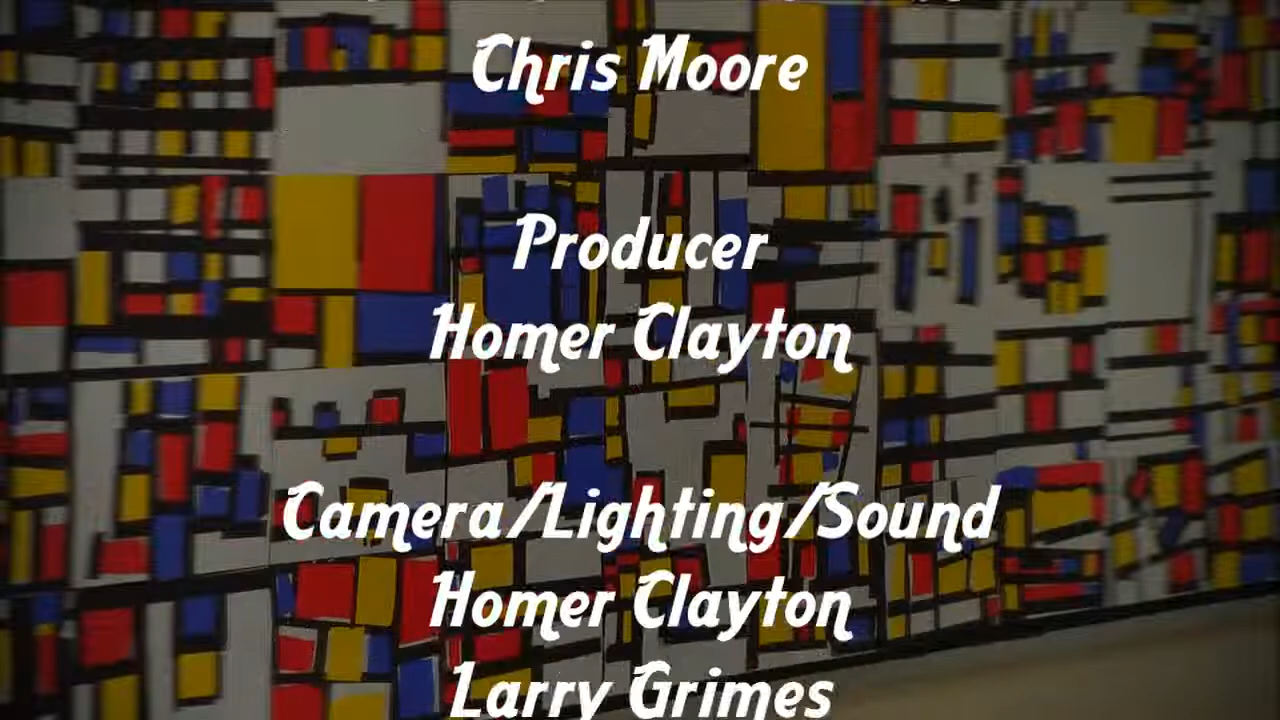 Chris Moore
Producer
Homer Clayton
Camera/Lighting/Sound
Homer Clayton
Larry Grimes